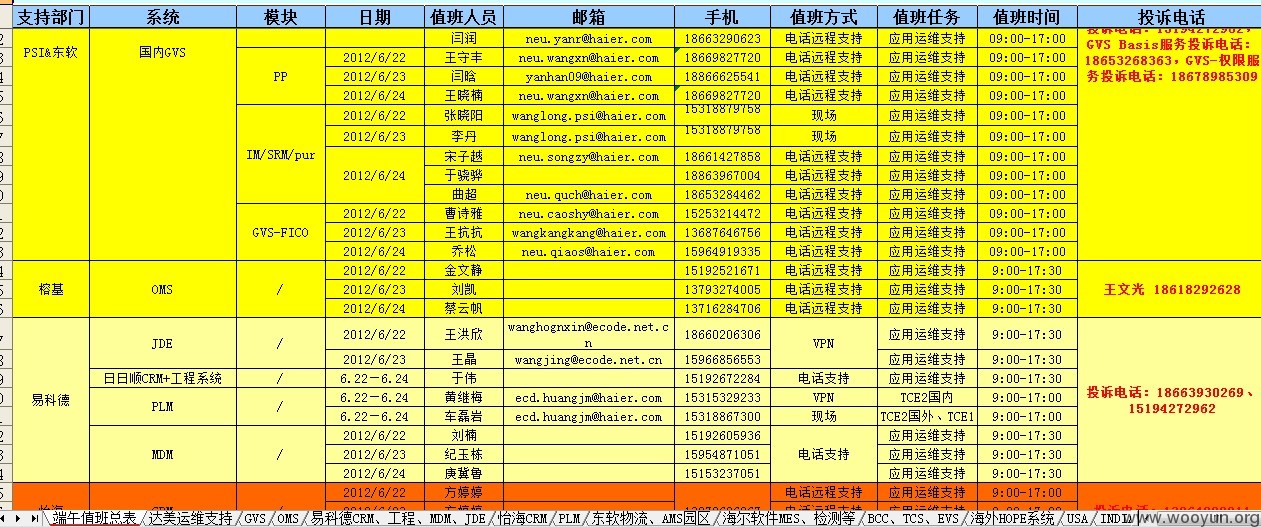 支持部门 系统 模块 日期 值班人员 邮箱 手机 值班方式 值班任务 值班时间 投诉电话
闫润 neu.yanr@haier.com 18663290623 电话远程支持 应用运维支持 09:00-17:00
PSI&东软 国内GVS PP 2012/6/22 王守丰 neu.wangxn@haier.com 18669827720 电话远程支持 应用运维支持 09:00-17:00 GVS Basis服务投诉电话:
2012/6/23 闫晗 yanhan09@haier.com 18866625541 电话远程支持 应用运维支持 09:00-17:00 18653268363，GVS-权限服
2012/6/24 王晓楠 neu.wangxn@haier.com 18669827720 电话远程支持 应用运维支持 09:00-17:00 务投诉电话：18678985309
IM/SRM/pur 2012/6/22 张晓阳 wanglong.psi@haier.com 15318879758 现场 应用运维支持 09:00-17:00
2012/6/23 李丹 wanglong.psi@haier.com 15318879758 现场 应用运维支持 09:00-17:00
2012/6/24 宋子越 neu.songzy@haier.com 18661427858 电话远程支持 应用运维支持 09:00-17:00
于骁骅 18863967004 电话远程支持 应用运维支持 09:00-17:00
曲超 neu.quch@haier.com 18653284462 电话远程支持 应用运维支持 09:00-17:00
GVS-FICO 2012/6/22 曹诗雅 neu.caoshy@haier.com 15253214472 电话远程支持 应用运维支持 09:00-17:00
2012/6/23 王抗抗 wangkangkang@haier.com 13687646756 电话远程支持 应用运维支持 09:00-17:00
2012/6/24 乔松 neu.qiaos@haier.com 15964919335 电话远程支持 应用运维支持 09:00-17:00
榕基 OMS / 2012/6/22 金文静 15192521671 电话远程支持 应用运维支持 9:00-17:30 王文光 18618292628
2012/6/23 刘凯 13793274005 电话远程支持 应用运维支持 9:00-17:30
2012/6/24 蔡云帆 13716284706 电话远程支持 应用运维支持 9:00-17:30
易科德 JDE / 2012/6/22 王洪欣 wanghognxin@ecode.net.cn 18660206306 VPN 应用运维支持 9:00-17:30 投诉电话：18663930269、
15194272962
2012/6/23 王晶 wangjing@ecode.net.cn 15966856553 应用运维支持 9:00-17:30
日日顺CRM+工程系统 / 6.22－6.24 于伟 15192672284 电话支持 应用运维支持 9:00-17:30
PLM / 6.22－6.24 黄继梅 ecd.huangjm@haier.com 15315329233 VPN TCE2国内 9:00-17:00
6.22－6.24 车磊岩 ecd.huangjm@haier.com 15318867300 现场 TCE2国外、TCE1 9:00-17:00
MDM / 2012/6/22 刘楠 15192605936 电话支持 应用运维支持 9:00-17:30
2012/6/23 纪玉栋 15954871051 应用运维支持 9:00-17:30
2012/6/24 庚冀鲁 15153237051 应用运维支持 9:00-17:30
2012/6/22 方婷婷 电话远程支持 应用运维支持 9:00-17:30
端午值班总表 达美运维支持 GVS OMS 易科德CRM、工程、MDM、JDE 怡海CRM PLM 东软物流、AMS园区 海尔软件MES、检测等 BCC、TCS、EVS 海外HOPE系统 USA INDI
www.wooyun.org